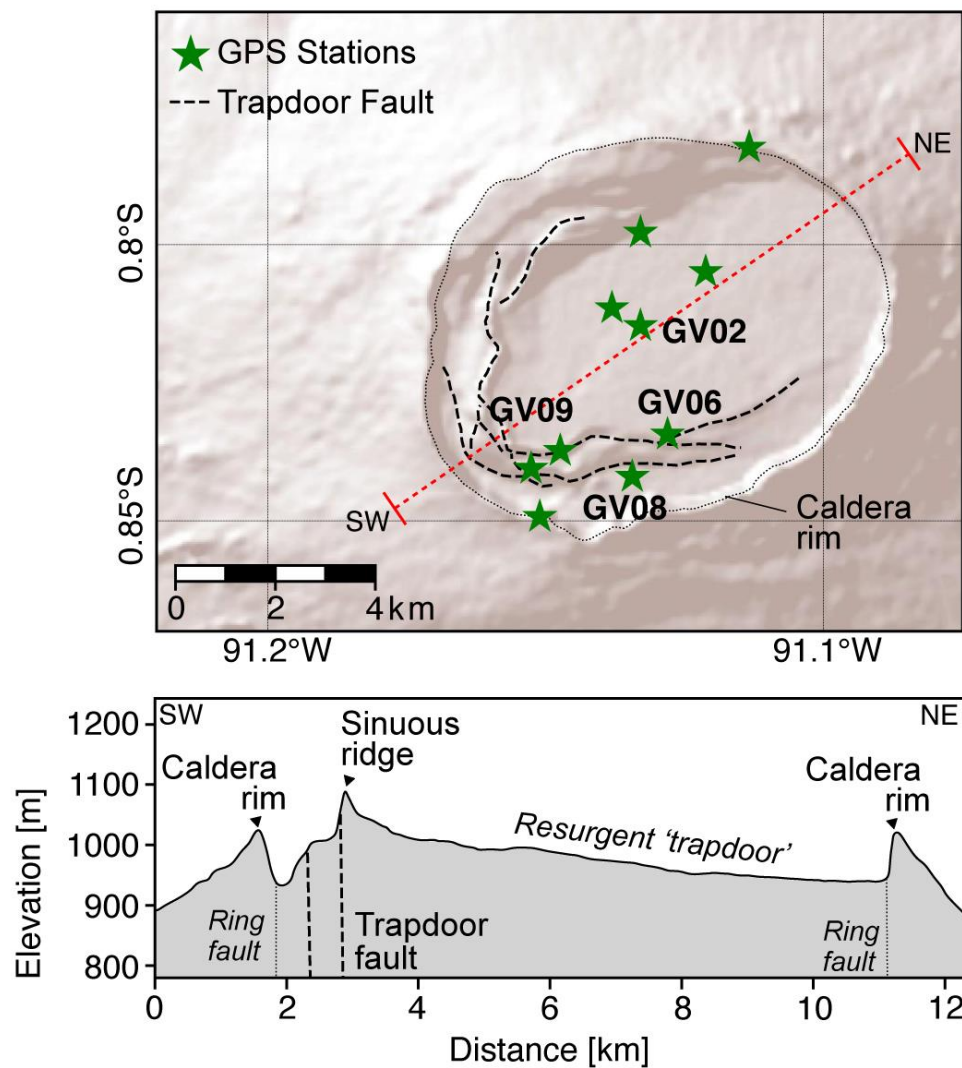 GPS Stations
Trapdoor Fault
NE
0.8°S
GV02
GV09
GV06
0.85°S
SW
GV08
Caldera
rim
0 2 4 km
91.2°W 91.1°W
1200
SW
Sinuous
ridge
NE
1100
Caldera
rim
Caldera
rim
1000
Resurgent 'trapdoor'
Elevation [m]
900
Ring
fault
Trapdoor
fault
Ring
fault
800
0 2 4 6 8 10 12
Distance [km]